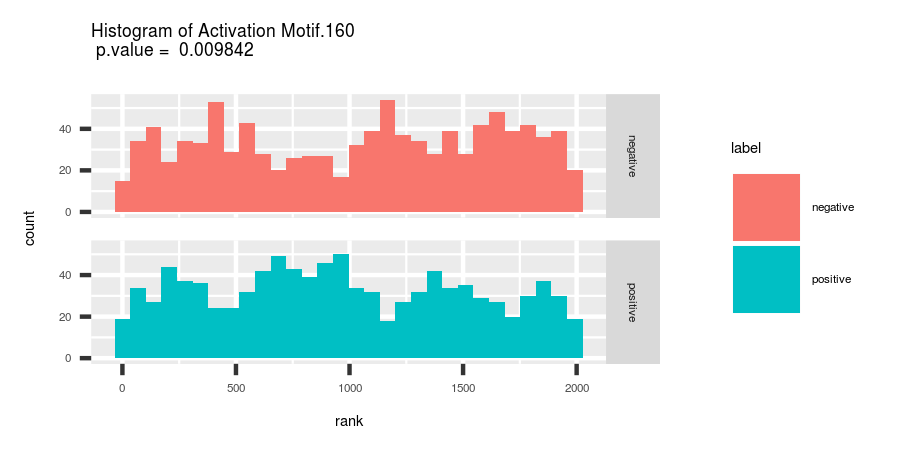 Histogram of Activation Motif.160
p.value =  0.009842
count
40
20
0
negative
40
20
0
positive
0
500
1000
1500
2000
rank
label
negative
positive